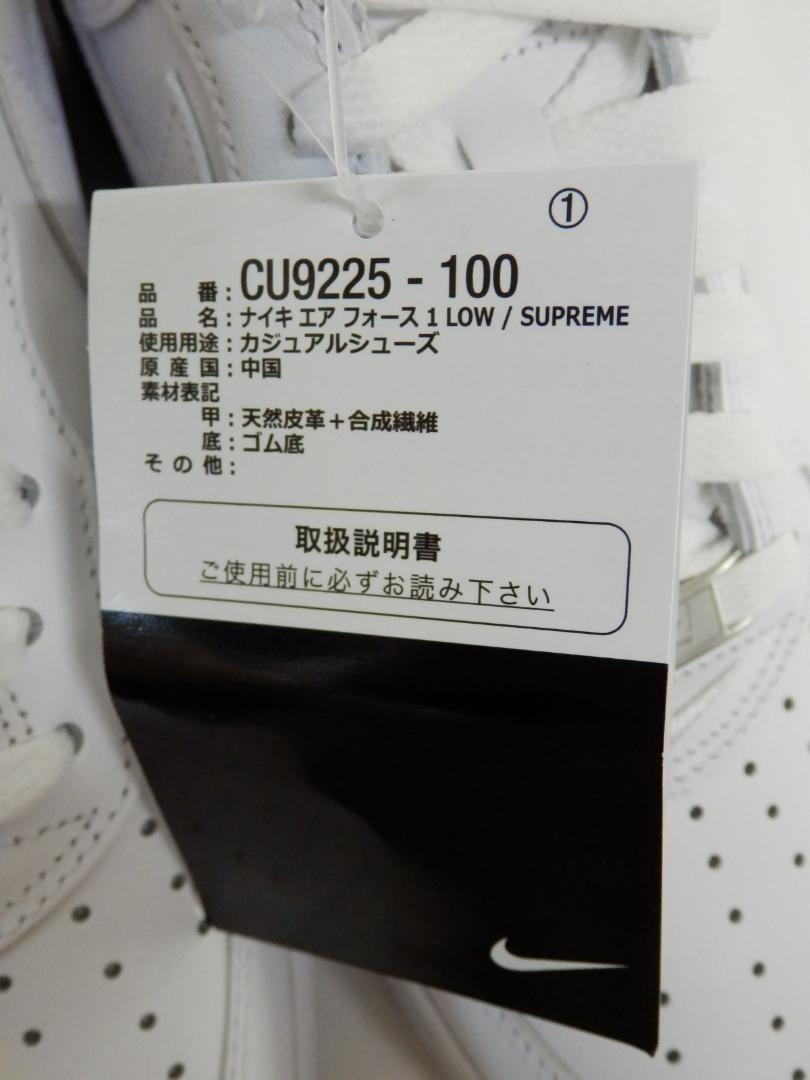 ①
品番：CU9225 - 100
品名：ナイキ エア フォース 1 LOW / SUPREME
使用用途：カジュアルシューズ
原産国：中国
素材表記
甲：天然皮革＋合成繊維
底：ゴム底
その他：
取扱説明書
ご使用前に必ずお読み下さい